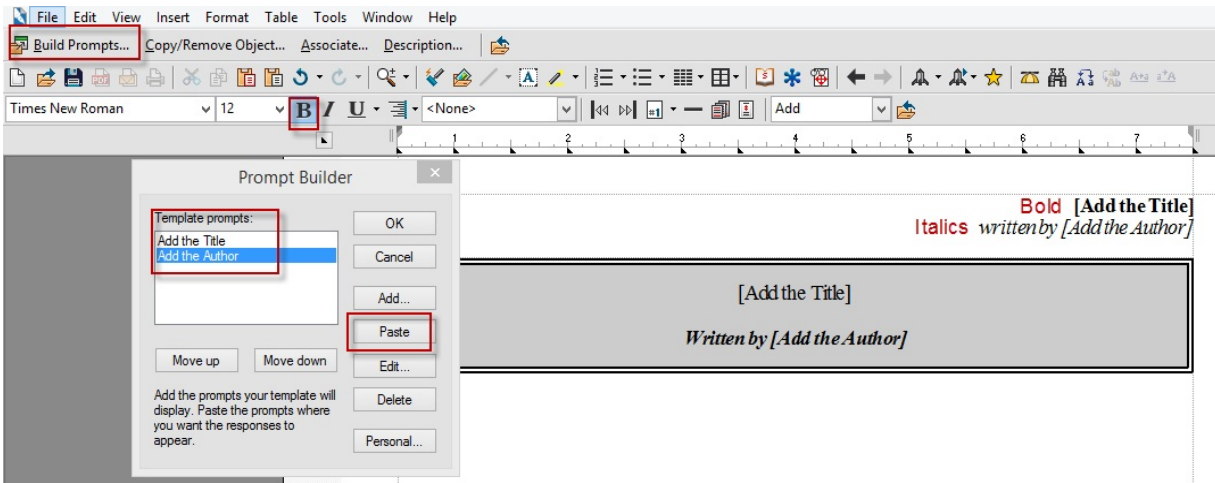 File Edit View Insert Format Table Tools Window Help
Build Prompts... Copy/Remove Object... Associate... Description...
Times New Roman 12 B I U <None> Add
1 2 3 4 5 6 7
Prompt Builder
Template prompts:
Add the Title
Add the Author
OK
Cancel
Add...
Paste
Move up Move down
Edit...
Add the prompts your template will
display. Paste the prompts where
you want the responses to
appear.
Delete
Personal...
Bold [Add the Title]
Italics written by [Add the Author]
[Add the Title]
Written by [Add the Author]